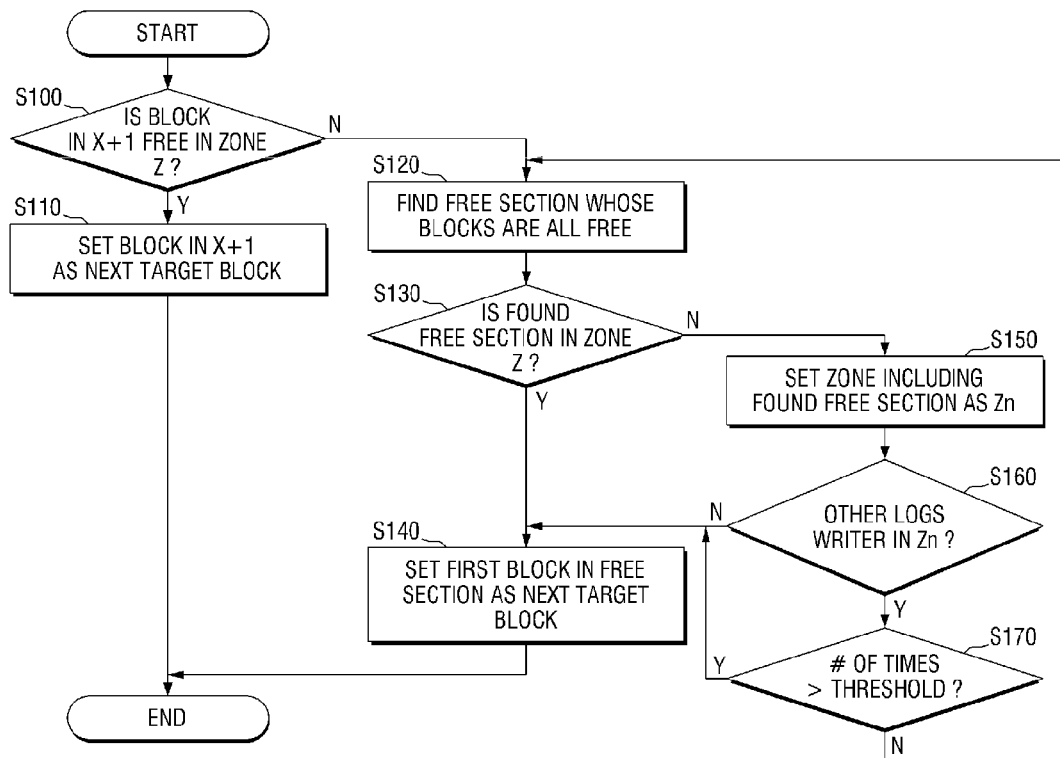 START
S100
IS BLOCK
IN X+1 FREE IN ZONE
Z ?
N
Y
S110
SET BLOCK IN X+1
AS NEXT TARGET BLOCK
S120
FIND FREE SECTION WHOSE
BLOCKS ARE ALL FREE
S130
IS FOUND
FREE SECTION IN ZONE
Z ?
N
Y
S150
SET ZONE INCLUDING
FOUND FREE SECTION AS Zn
S160
OTHER LOGS
WRITER IN Zn ?
N
Y
S140
SET FIRST BLOCK IN FREE
SECTION AS NEXT TARGET
BLOCK
S170
# OF TIMES
> THRESHOLD ?
Y
N
END